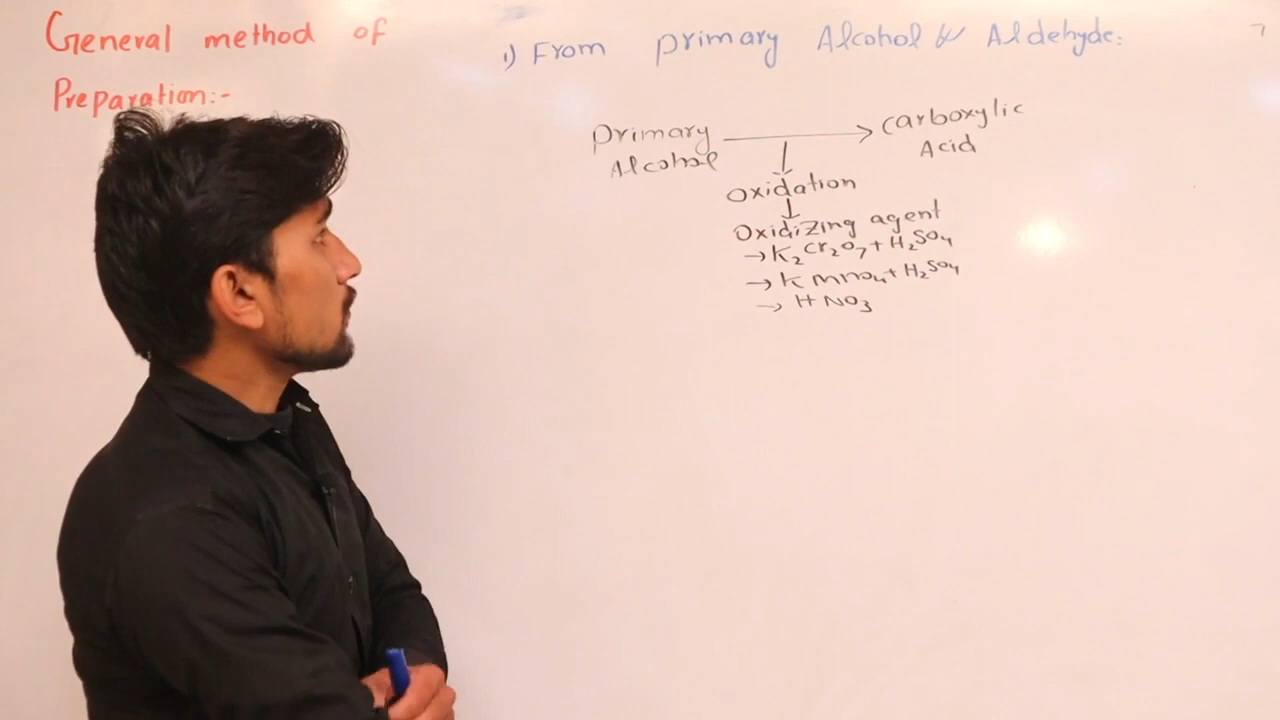 General method of
Preparation:-
1) From primary Alcohol & Aldehyde:
Primary Alcohol → Carboxylic Acid
↓
Oxidation
↓
Oxidizing agent
→ K₂Cr₂O₇ + H₂SO₄
→ KMnO₄ + H₂SO₄
→ HNO₃